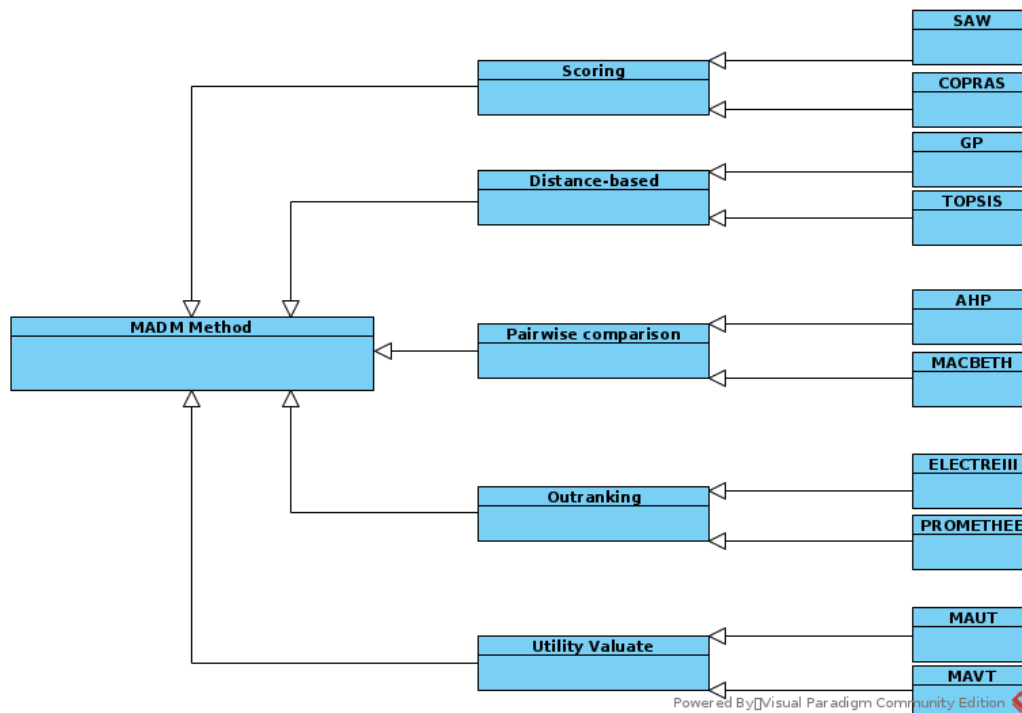 SAW
Scoring
COPRAS
GP
Distance-based
TOPSIS
AHP
MADM Method
Pairwise comparison
MACBETH
ELECTREIII
Outranking
PROMETHEE
MAUT
Utility Valuate
MAVT
Powered By▯Visual Paradigm Community Edition